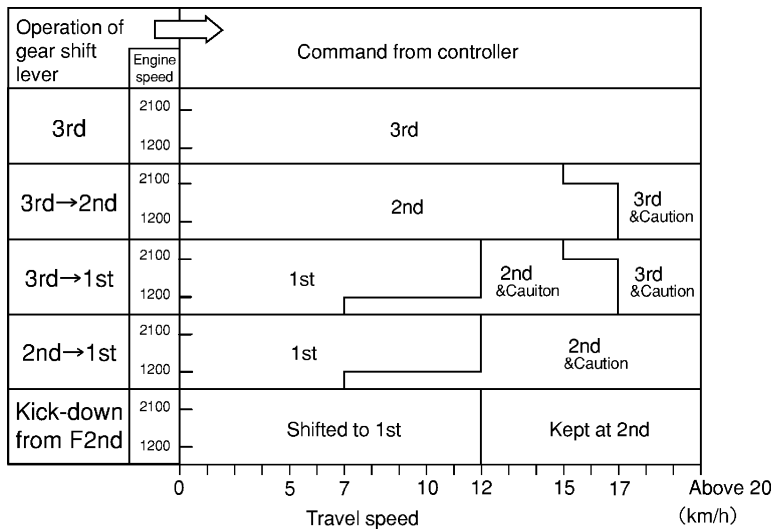 Operation of
gear shift
lever
Engine
speed
Command from controller
3rd
2100
1200
3rd
3rd→2nd
2100
1200
2nd
3rd
&Caution
3rd→1st
2100
1200
1st
2nd
&Cauiton
3rd
&Caution
2nd→1st
2100
1200
1st
2nd
&Caution
Kick-down
from F2nd
2100
1200
Shifted to 1st
Kept at 2nd
0 5 7 10 12 15 17 Above 20
Travel speed
(km/h)